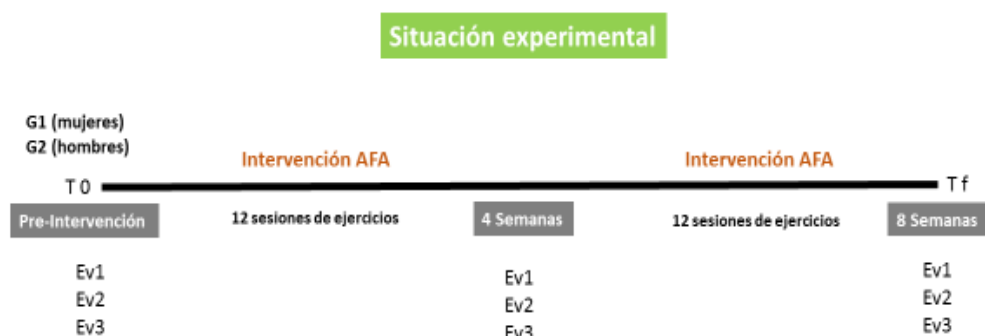 Situación experimental
G1 (mujeres)
G2 (hombres)
Intervención AFA
Intervención AFA
T 0
T f
Pre-Intervención
12 sesiones de ejercicios
4 Semanas
12 sesiones de ejercicios
8 Semanas
Ev1
Ev2
Ev3
Ev1
Ev2
Ev3
Ev1
Ev2
Ev3